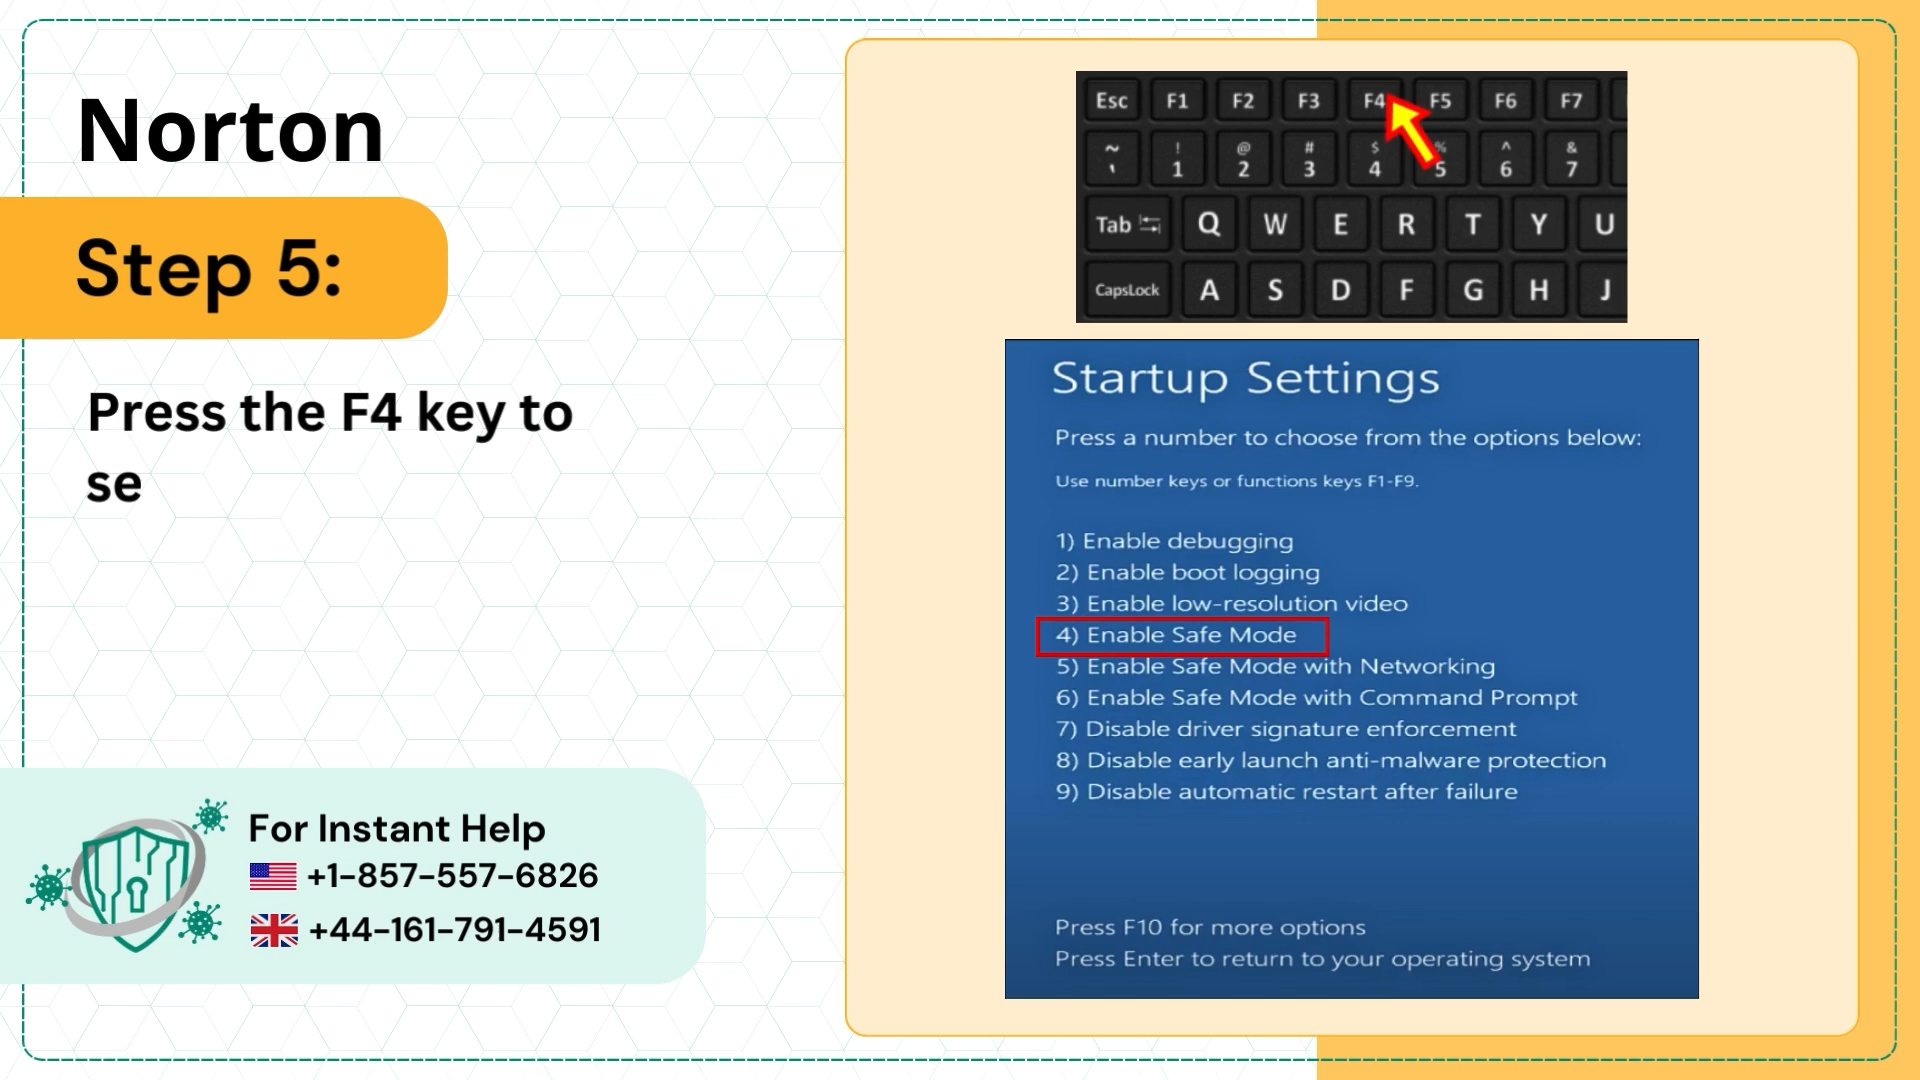 Norton
Step 5:
Press the F4 key to
se
For Instant Help
+1-857-557-6826
+44-161-791-4591
Esc F1 F2 F3 F4 F5 F6 F7
~ ! @ # $ % ^ &
` 1 2 3 4 5 6 7
Tab Q W E R T Y U
CapsLock A S D F G H J
Startup Settings
Press a number to choose from the options below:
Use number keys or functions keys F1-F9.
1) Enable debugging
2) Enable boot logging
3) Enable low-resolution video
4) Enable Safe Mode
5) Enable Safe Mode with Networking
6) Enable Safe Mode with Command Prompt
7) Disable driver signature enforcement
8) Disable early launch anti-malware protection
9) Disable automatic restart after failure
Press F10 for more options
Press Enter to return to your operating system